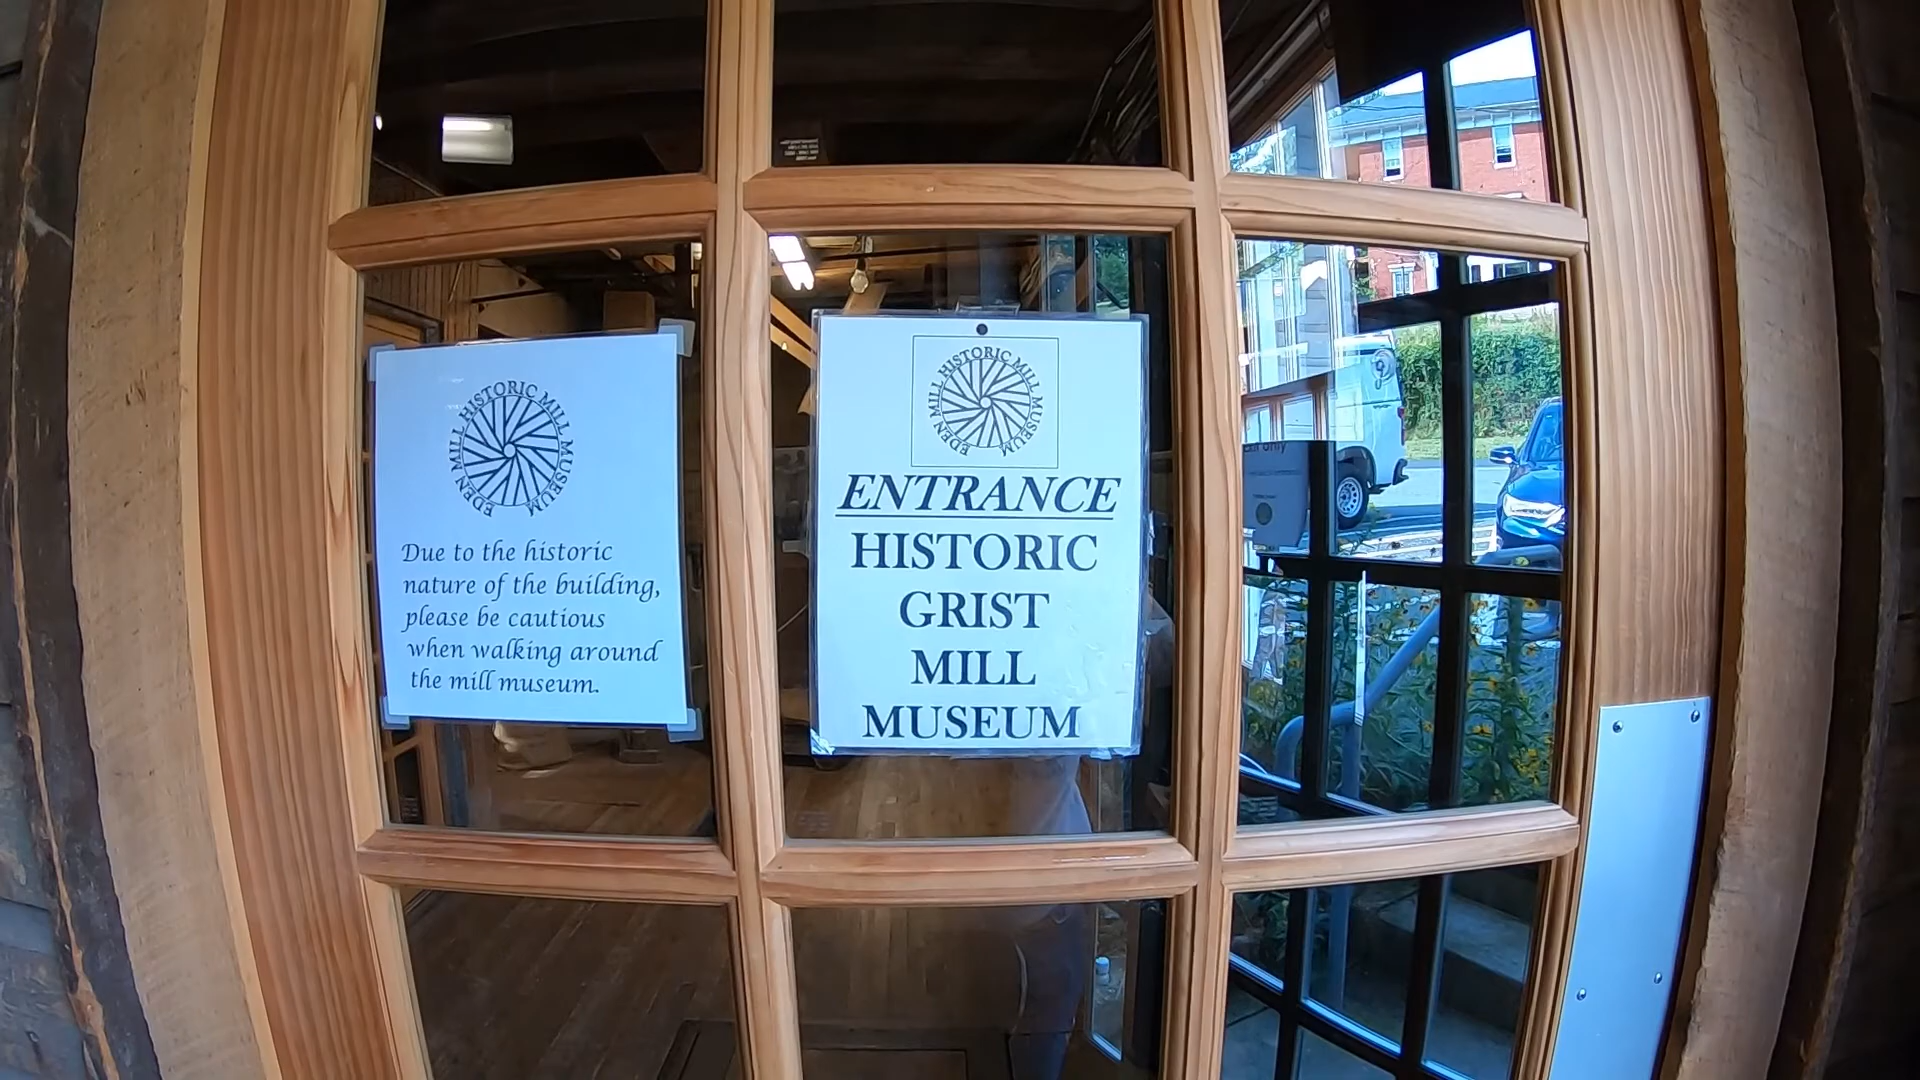 EDEN MILL HISTORIC MILL MUSEUM
Due to the historic
nature of the building,
please be cautious
when walking around
the mill museum.
EDEN MILL HISTORIC MILL MUSEUM
ENTRANCE
HISTORIC
GRIST
MILL
MUSEUM